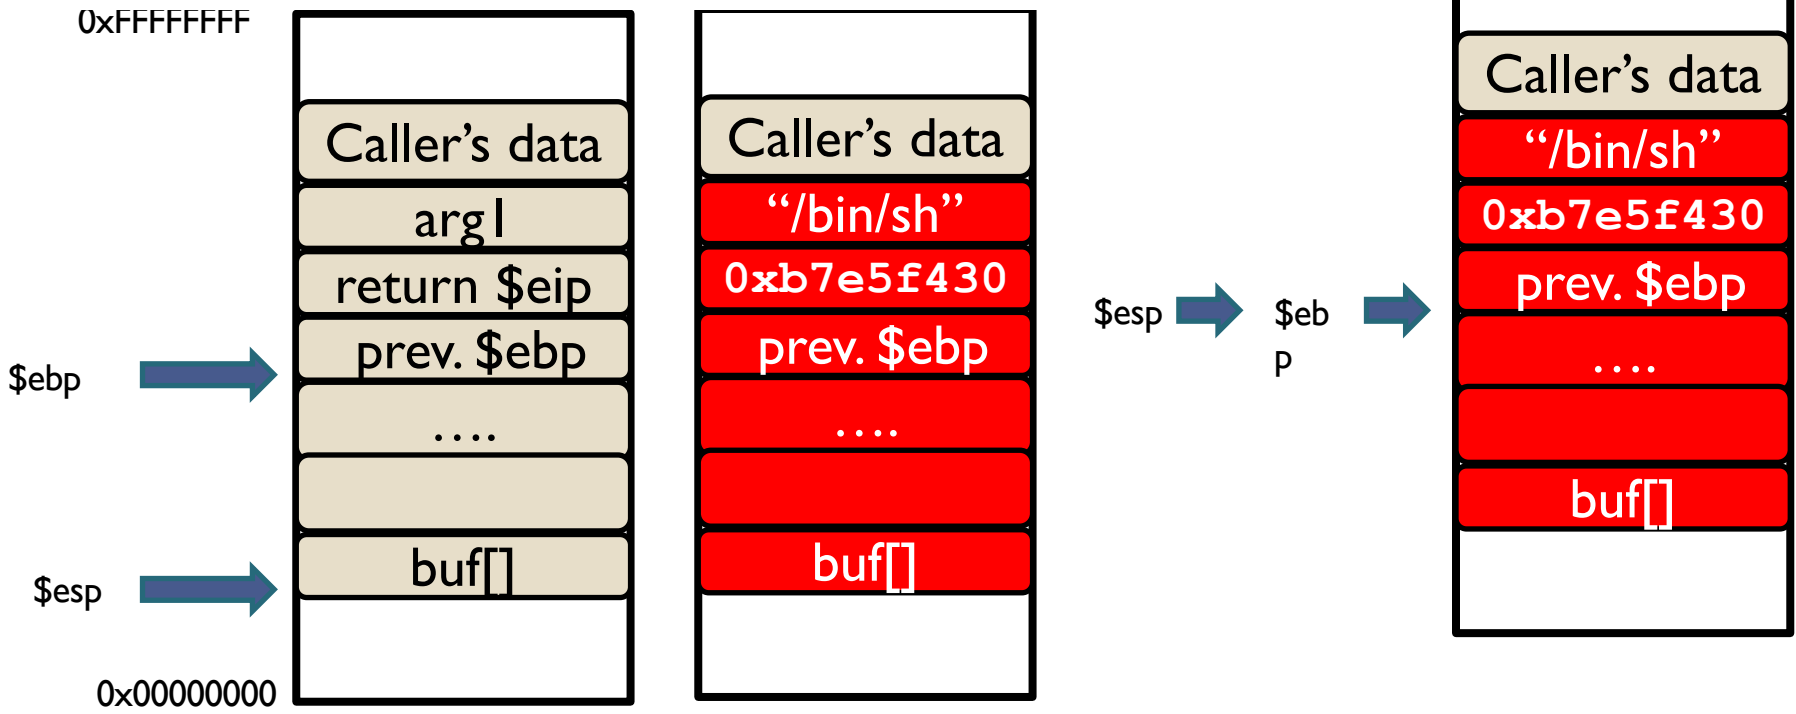 0xFFFFFFFF
Caller’s data
arg1
return $eip
prev. $ebp
….
buf[]
$ebp
$esp
0x00000000
Caller’s data
“/bin/sh”
0xb7e5f430
prev. $ebp
….
buf[]
$esp
$eb
p
Caller’s data
“/bin/sh”
0xb7e5f430
prev. $ebp
….
buf[]